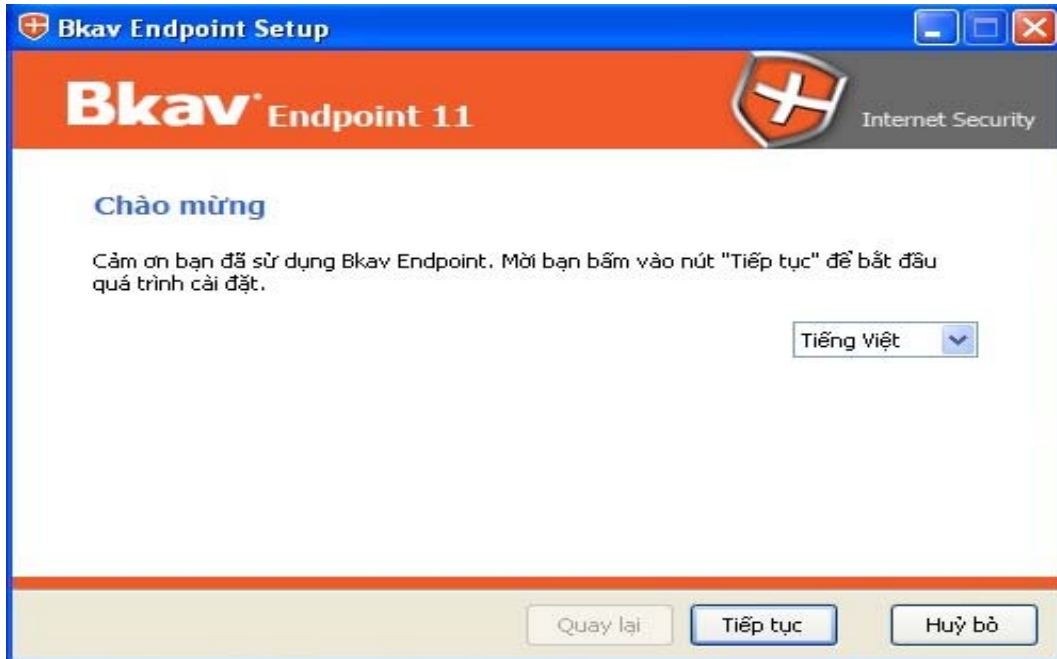 Bkav Endpoint Setup
Bkav Endpoint 11
Internet Security
Chào mừng
Cảm ơn bạn đã sử dụng Bkav Endpoint. Mời bạn bấm vào nút "Tiếp tục" để bắt đầu
quá trình cài đặt.
Tiếng Việt
Quay lại
Tiếp tục
Huỷ bỏ